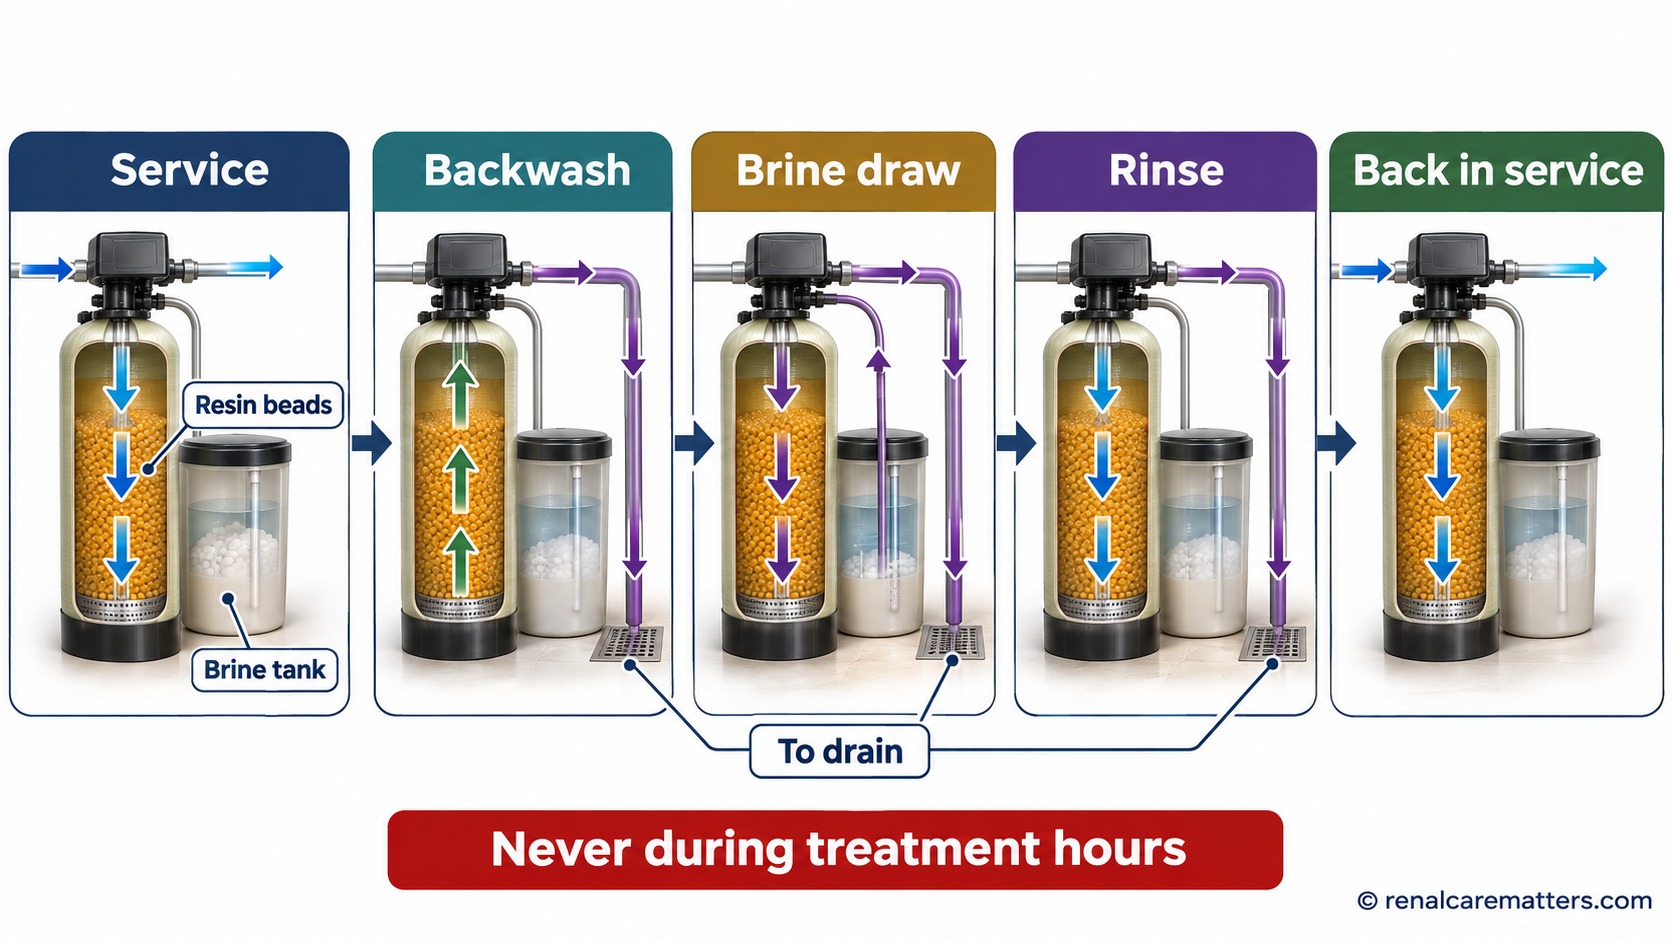 Service
Backwash
Brine draw
Rinse
Back in service
Resin beads
Brine tank
To drain
Never during treatment hours
© renalcarematters.com